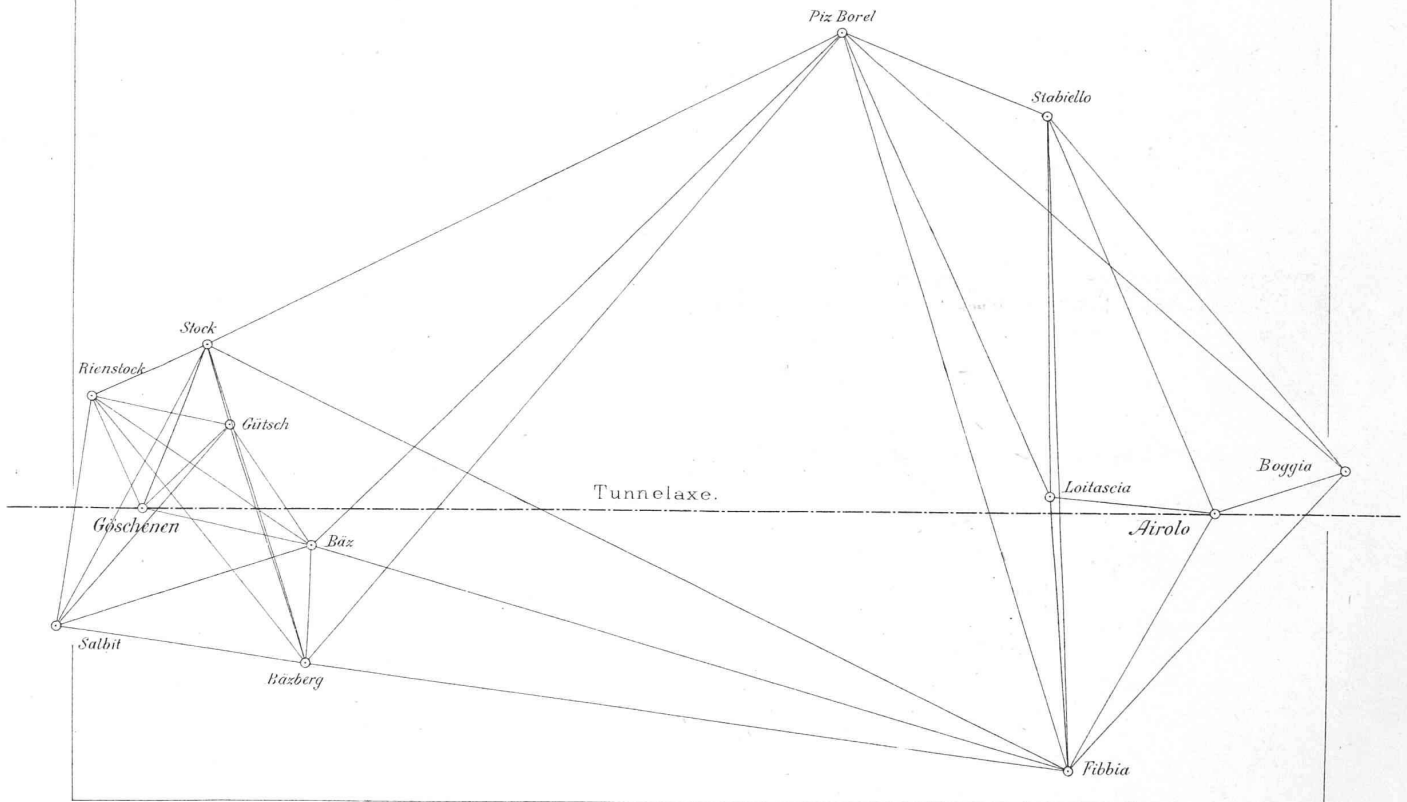 Piz Borel
Stabiello
Stock
Rienstock
Gütsch
Boggia
Loitascia
Tunnelaxe.
Göschenen
Airolo
Bäz
Salbit
Bäzberg
Fibbia